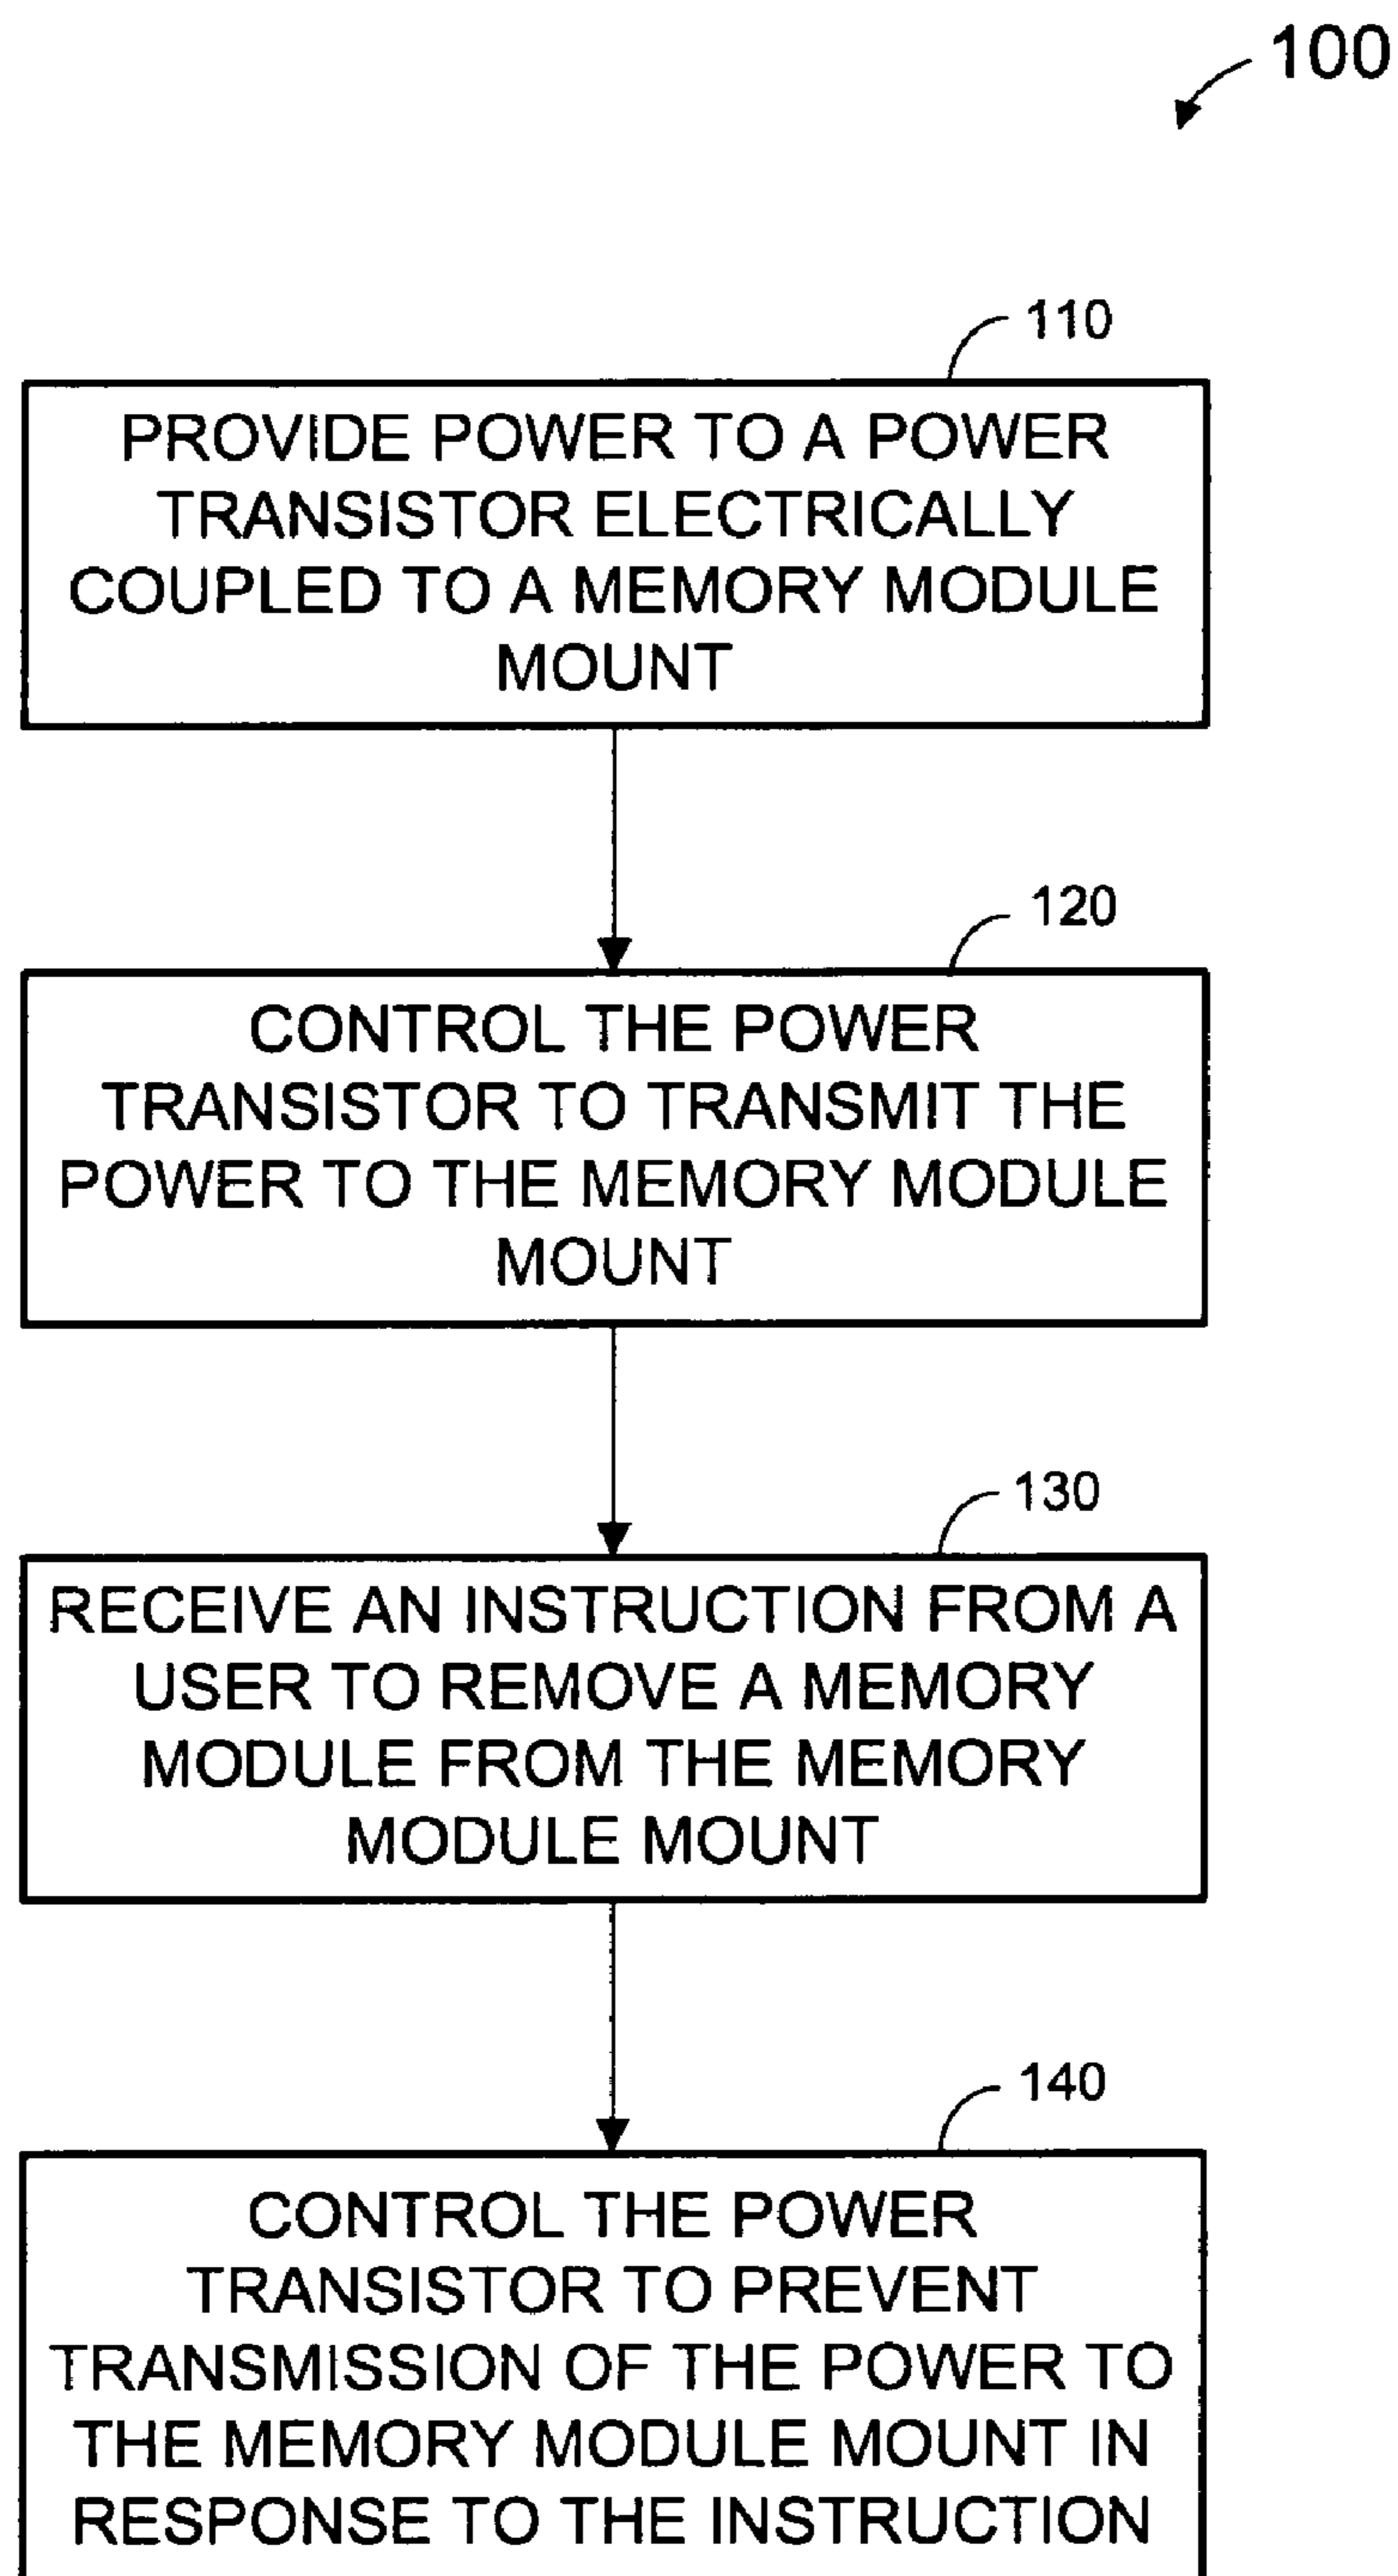 100
110
PROVIDE POWER TO A POWER
TRANSISTOR ELECTRICALLY
COUPLED TO A MEMORY MODULE
MOUNT
120
CONTROL THE POWER
TRANSISTOR TO TRANSMIT THE
POWER TO THE MEMORY MODULE
MOUNT
130
RECEIVE AN INSTRUCTION FROM A
USER TO REMOVE A MEMORY
MODULE FROM THE MEMORY
MODULE MOUNT
140
CONTROL THE POWER
TRANSISTOR TO PREVENT
TRANSMISSION OF THE POWER TO
THE MEMORY MODULE MOUNT IN
RESPONSE TO THE INSTRUCTION